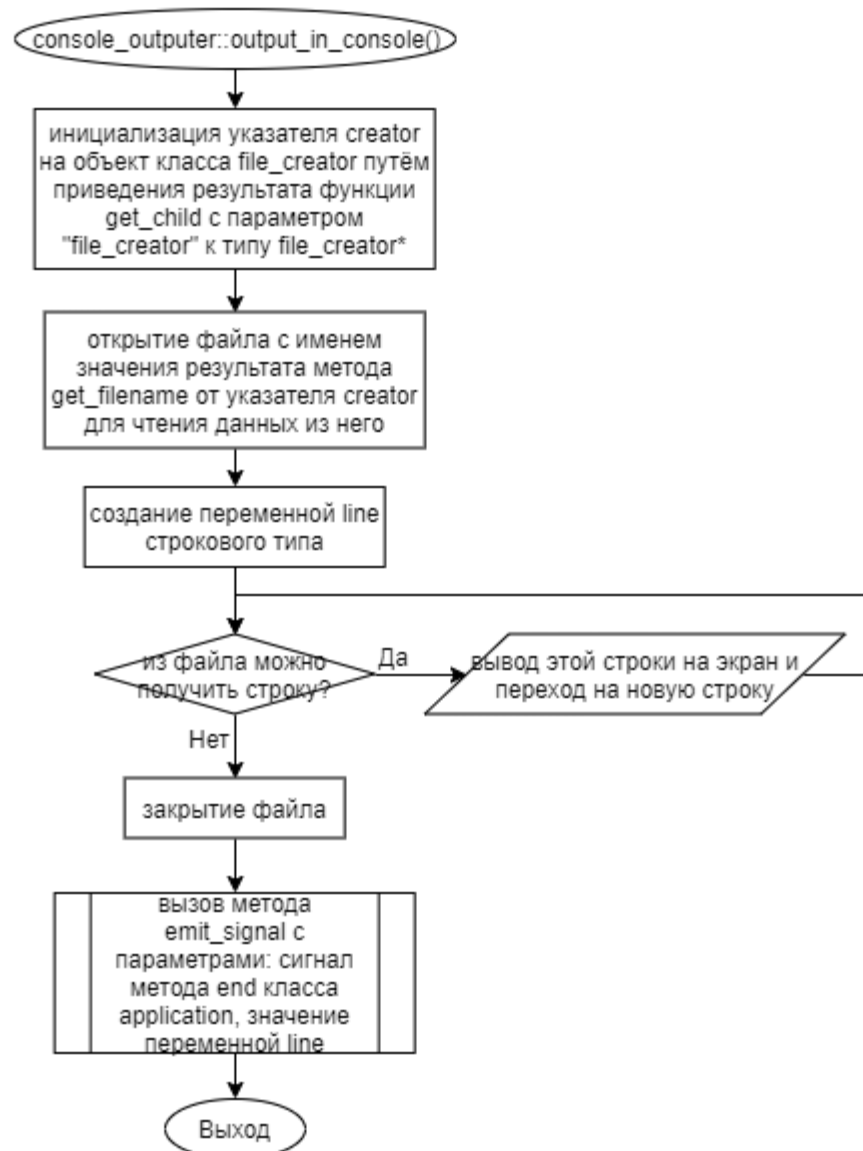 console_outputer::output_in_console()
инициализация указателя creator
на объект класса file_creator путём
приведения результата функции
get_child с параметром
"file_creator" к типу file_creator*
открытие файла с именем
значения результата метода
get_filename от указателя creator
для чтения данных из него
создание переменной line
строкового типа
из файла можно
получить строку?
Да
вывод этой строки на экран и
переход на новую строку
Нет
закрытие файла
вызов метода
emit_signal с
параметрами: сигнал
метода end класса
application, значение
переменной line
Выход